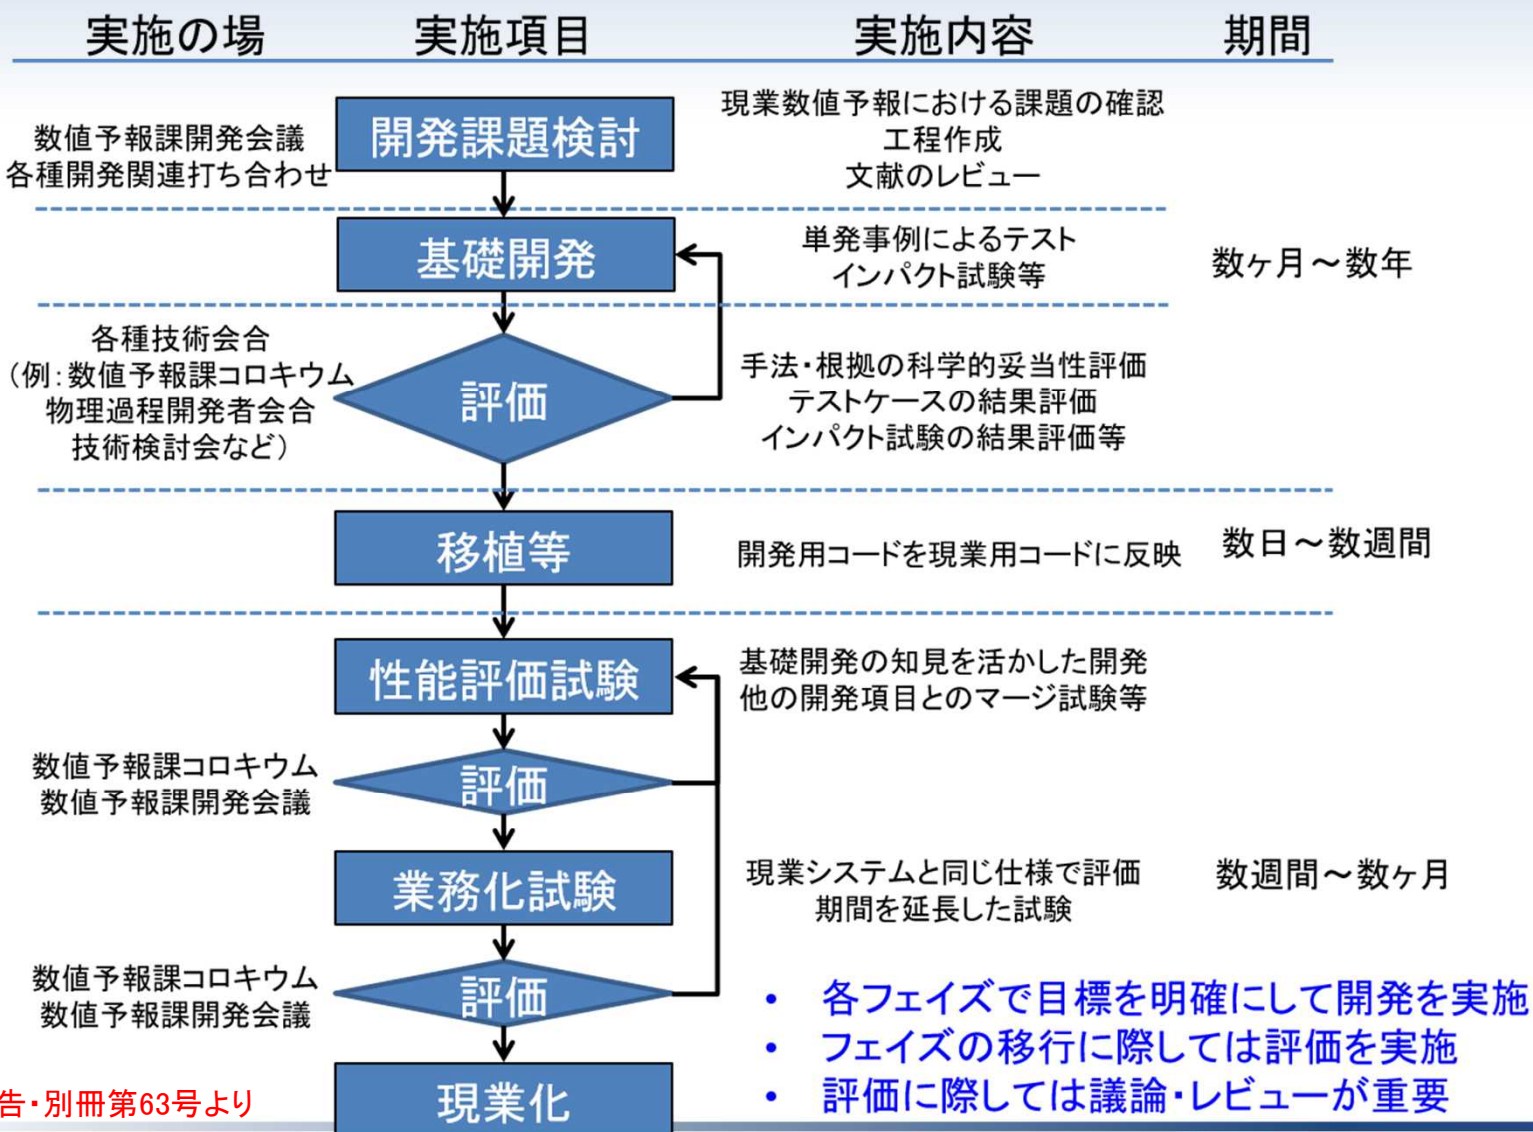 実施の場 実施項目 実施内容 期間
数値予報課開発会議
各種開発関連打ち合わせ
開発課題検討
現業数値予報における課題の確認
工程作成
文献のレビュー
基礎開発
単発事例によるテスト
インパクト試験等
数ヶ月～数年
各種技術会合
（例：数値予報課コロキウム
物理過程開発者会合
技術検討会など）
評価
手法・根拠の科学的妥当性評価
テストケースの結果評価
インパクト試験の結果評価等
移植等
開発用コードを現業用コードに反映
数日～数週間
性能評価試験
基礎開発の知見を活かした開発
他の開発項目とのマージ試験等
数値予報課コロキウム
数値予報課開発会議
評価
業務化試験
現業システムと同じ仕様で評価
期間を延長した試験
数週間～数ヶ月
数値予報課コロキウム
数値予報課開発会議
評価
現業化
• 各フェイズで目標を明確にして開発を実施
• フェイズの移行に際しては評価を実施
• 評価に際しては議論・レビューが重要
告・別冊第63号より